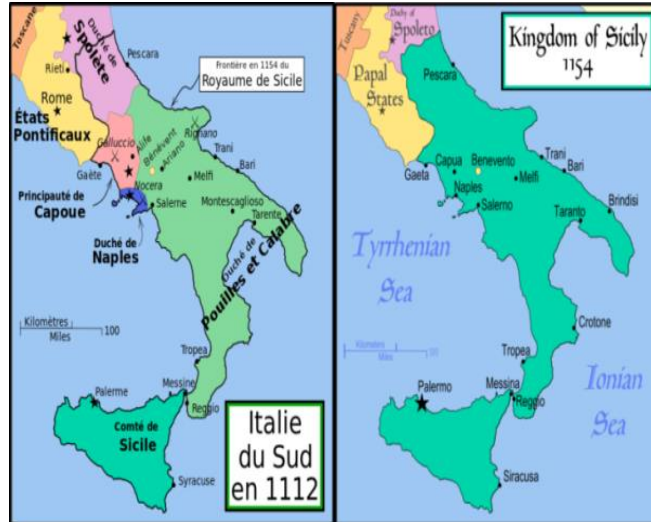 Toscane
Duché de
Spolète
Pescara
Rieti
Frontière en 1154 du
Royaume de Sicile
Rome
États
Pontificaux
Galluccio
Alife
Bénévent
Ariano
Rignano
Trani
Bari
Gaète
Nocera
Melfi
Principauté de
Capoue
Salerne
Montescaglioso
Tarente
Duché de
Naples
Duché de
Pouilles et Calabre
Kilomètres
Miles
100
Tropea
Palerme
Messine
Reggio
Comté de
Sicile
Syracuse
Italie
du Sud
en 1112
Tuscany
Duchy of
Spoleto
Kingdom of Sicily
1154
Pescara
Papal
States
Gaeta
Capua
Benevento
Trani
Bari
Melfi
Naples
Salerno
Brindisi
Taranto
Tyrrhenian
Sea
Crotone
Kilometers
Miles
Tropea
Ionian
Sea
Palermo
Messina
Reggio
Siracusa